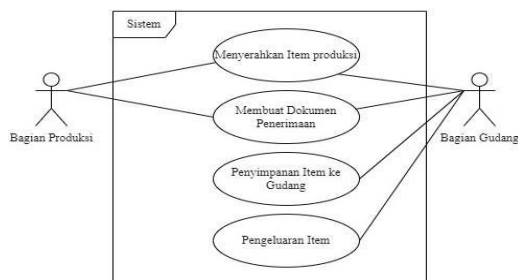 Sistem
Menyerahkan Item produksi
Membuat Dokumen
Penerimaan
Bagian Produksi
Bagian Gudang
Penyimpanan Item ke
Gudang
Pengeluaran Item